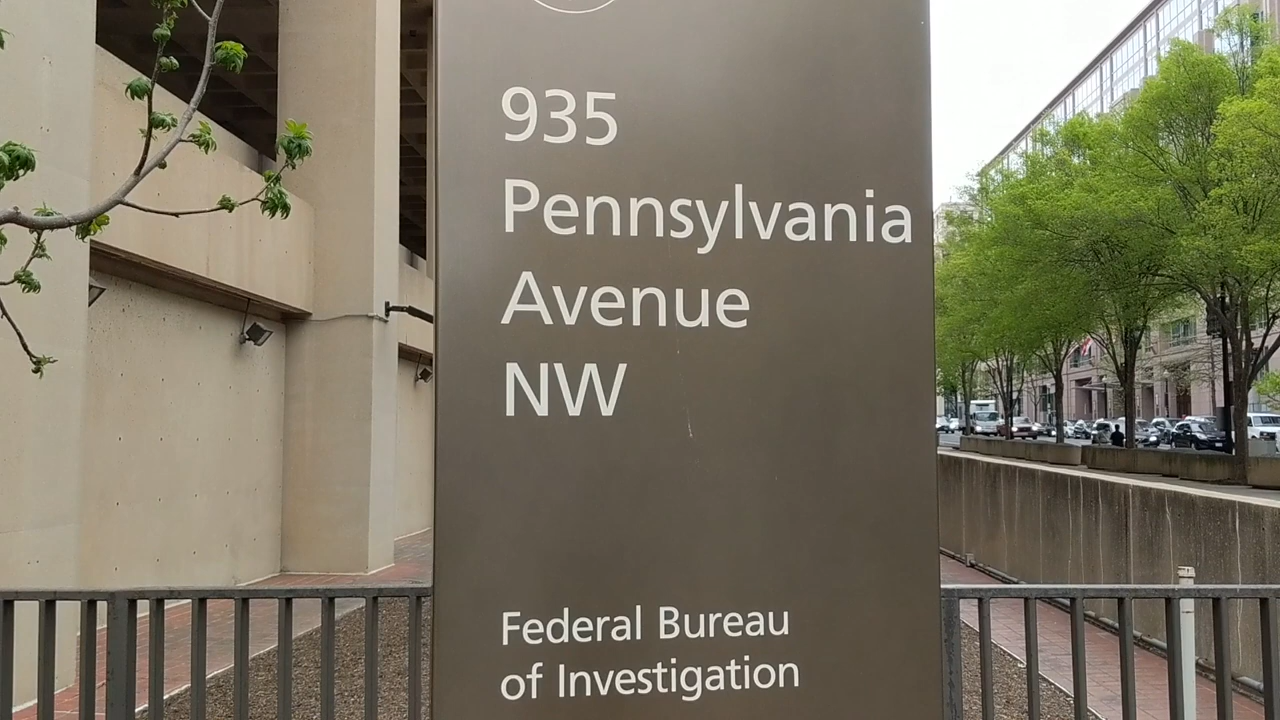 935
Pennsylvania
Avenue
NW
Federal Bureau
of Investigation